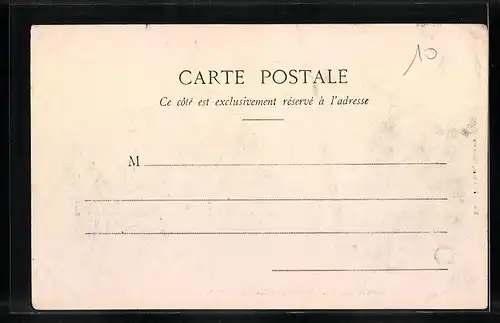 10
CARTE POSTALE
Ce côté est exclusivement réservé à l'adresse
M